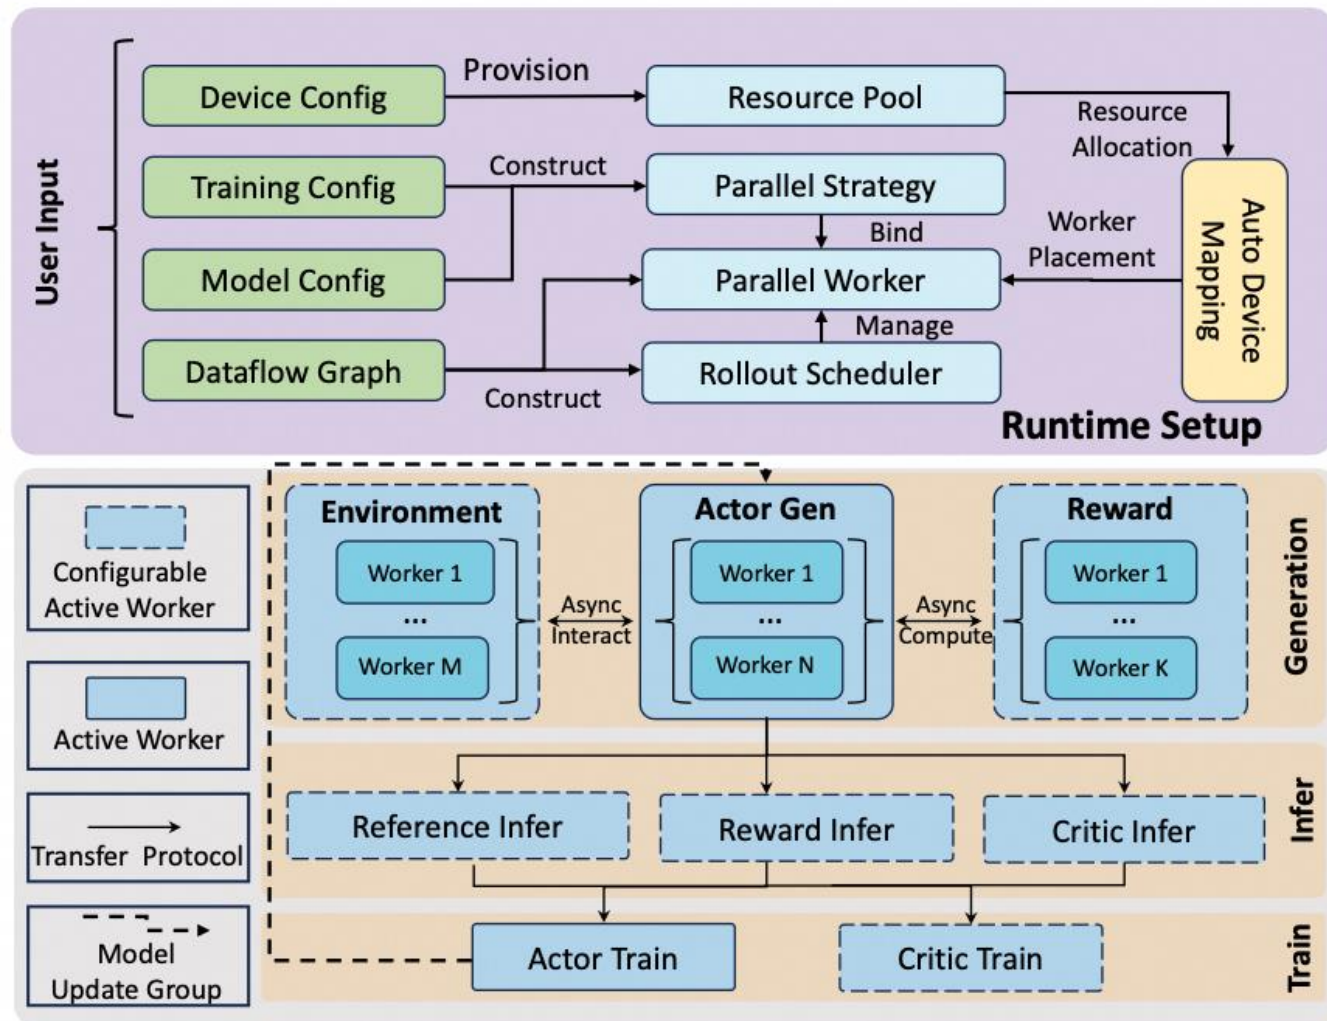 User Input
Device Config
Provision
Resource Pool
Resource
Allocation
Training Config
Construct
Parallel Strategy
Bind
Worker
Placement
Auto Device
Mapping
Model Config
Parallel Worker
Manage
Dataflow Graph
Construct
Rollout Scheduler
Runtime Setup
Configurable
Active Worker
Active Worker
Transfer Protocol
Model
Update Group
Environment
Worker 1
...
Worker M
Async
Interact
Actor Gen
Worker 1
...
Worker N
Async
Compute
Reward
Worker 1
...
Worker K
Generation
Reference Infer
Reward Infer
Critic Infer
Infer
Actor Train
Critic Train
Train